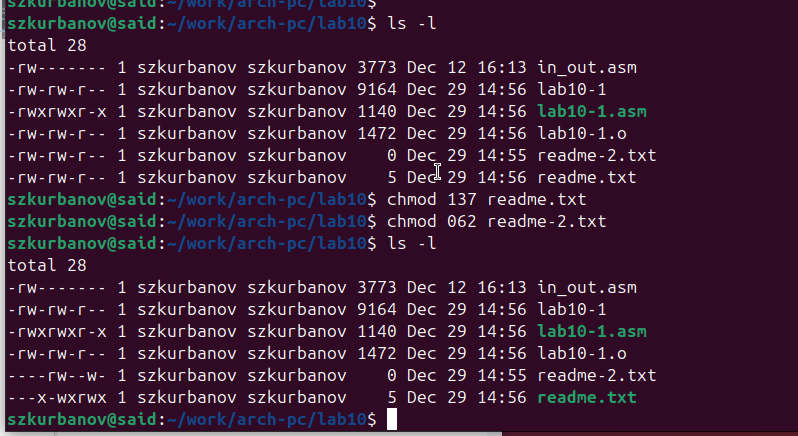 szkurbanov@said:~/work/arch-pc/lab10$
szkurbanov@said:~/work/arch-pc/lab10$ ls -l
total 28
-rw------- 1 szkurbanov szkurbanov 3773 Dec 12 16:13 in_out.asm
-rw-rw-r-- 1 szkurbanov szkurbanov 9164 Dec 29 14:56 lab10-1
-rwxrwxr-x 1 szkurbanov szkurbanov 1140 Dec 29 14:56 lab10-1.asm
-rw-rw-r-- 1 szkurbanov szkurbanov 1472 Dec 29 14:56 lab10-1.o
-rw-rw-r-- 1 szkurbanov szkurbanov    0 Dec 29 14:55 readme-2.txt
-rw-rw-r-- 1 szkurbanov szkurbanov    5 Dec 29 14:56 readme.txt
szkurbanov@said:~/work/arch-pc/lab10$ chmod 137 readme.txt
szkurbanov@said:~/work/arch-pc/lab10$ chmod 062 readme-2.txt
szkurbanov@said:~/work/arch-pc/lab10$ ls -l
total 28
-rw------- 1 szkurbanov szkurbanov 3773 Dec 12 16:13 in_out.asm
-rw-rw-r-- 1 szkurbanov szkurbanov 9164 Dec 29 14:56 lab10-1
-rwxrwxr-x 1 szkurbanov szkurbanov 1140 Dec 29 14:56 lab10-1.asm
-rw-rw-r-- 1 szkurbanov szkurbanov 1472 Dec 29 14:56 lab10-1.o
----rw--w- 1 szkurbanov szkurbanov    0 Dec 29 14:55 readme-2.txt
---x-wxrwx 1 szkurbanov szkurbanov    5 Dec 29 14:56 readme.txt
szkurbanov@said:~/work/arch-pc/lab10$